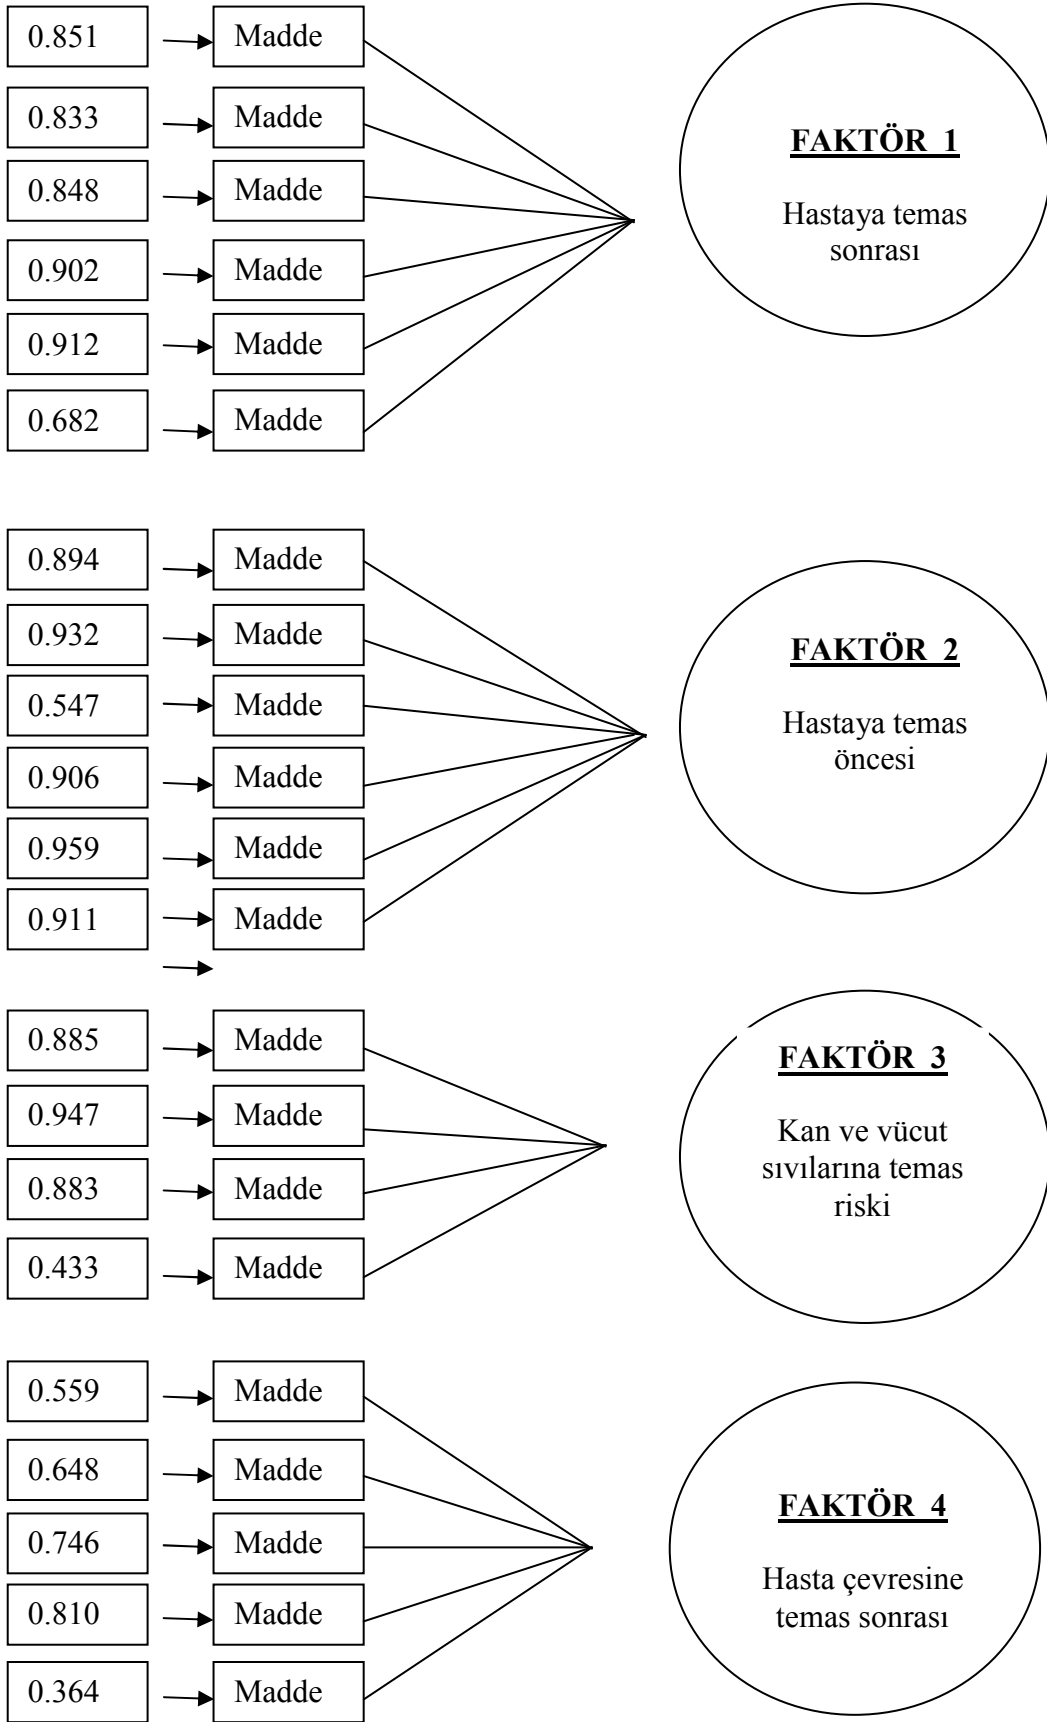 0.851 Madde
0.833 Madde
0.848 Madde
0.902 Madde
0.912 Madde
0.682 Madde
FAKTÖR 1
Hastaya temas
sonrası
0.894 Madde
0.932 Madde
0.547 Madde
0.906 Madde
0.959 Madde
0.911 Madde
FAKTÖR 2
Hastaya temas
öncesi
0.885 Madde
0.947 Madde
0.883 Madde
0.433 Madde
FAKTÖR 3
Kan ve vücut
sıvılarına temas
riski
0.559 Madde
0.648 Madde
0.746 Madde
0.810 Madde
0.364 Madde
FAKTÖR 4
Hasta çevresine
temas sonrası